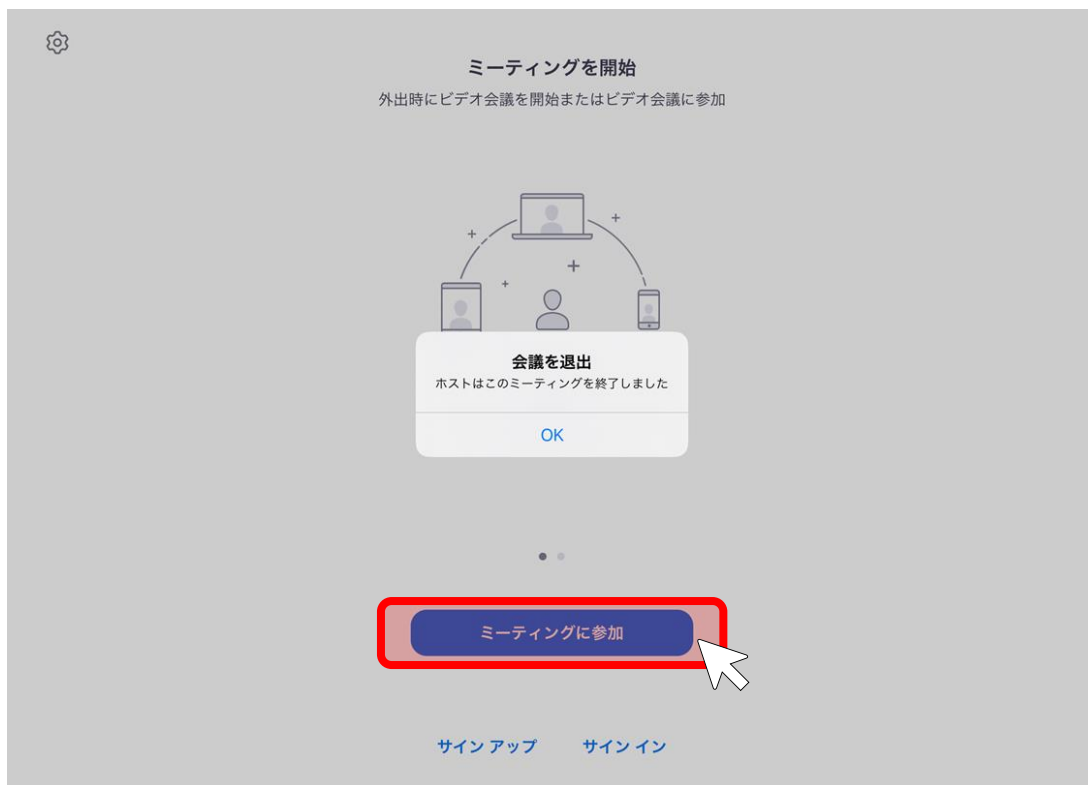 ミーティングを開始
外出時にビデオ会議を開始またはビデオ会議に参加
会議を退出
ホストはこのミーティングを終了しました
OK
ミーティングに参加
サイン アップ サイン イン